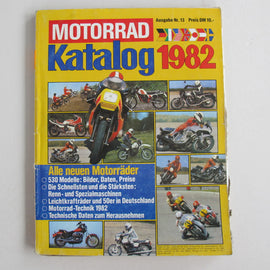 MOTORRAD
Ausgabe Nr. 13 Preis DM 10,-
Katalog 1982
Alle neuen Motorräder
530 Modelle: Bilder, Daten, Preise
Die Schnellsten und die Stärksten:
Renn- und Spezialmaschinen
Leichtkrafträder und 50er in Deutschland
Motorrad-Technik 1982
Technische Daten zum Herausnehmen